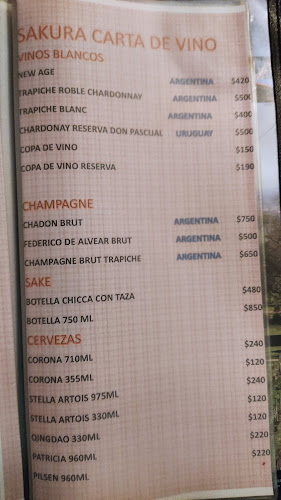 SAKURA CARTA DE VINO
VINOS BLANCOS
NEW AGE ARGENTINA $420
TRAPICHE ROBLE CHARDONNAY ARGENTINA $500
TRAPICHE BLANC ARGENTINA $400
CHARDONAY RESERVA DON PASCUAL URUGUAY $500
COPA DE VINO $150
COPA DE VINO RESERVA $190
CHAMPAGNE
CHADON BRUT ARGENTINA $750
FEDERICO DE ALVEAR BRUT ARGENTINA $500
CHAMPAGNE BRUT TRAPICHE ARGENTINA $650
SAKE
BOTELLA CHICCA CON TAZA $480
BOTELLA 750 ML $850
CERVEZAS
CORONA 710ML $240
CORONA 355ML $120
STELLA ARTOIS 975ML $240
STELLA ARTOIS 330ML $120
QINGDAO 330ML $120
PATRICIA 960ML $220
PILSEN 960ML $220